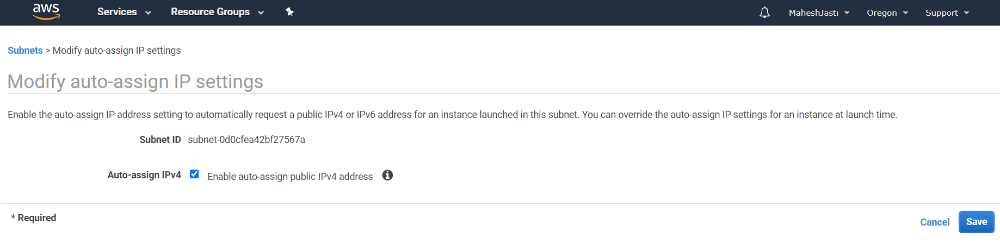 aws Services Resource Groups MaheshJasti Oregon Support
Subnets > Modify auto-assign IP settings
Modify auto-assign IP settings
Enable the auto-assign IP address setting to automatically request a public IPv4 or IPv6 address for an instance launched in this subnet. You can override the auto-assign IP settings for an instance at launch time.
Subnet ID subnet-0d0cfea42bf27567a
Auto-assign IPv4 Enable auto-assign public IPv4 address
* Required
Cancel Save